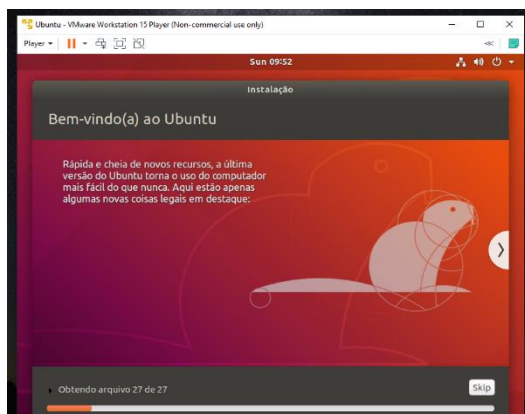 Ubuntu - VMware Workstation 15 Player (Non-commercial use only)
Player
Sun 09:52
Instalação
Bem-vindo(a) ao Ubuntu
Rápida e cheia de novos recursos, a última
versão do Ubuntu torna o uso do computador
mais fácil do que nunca. Aqui estão apenas
algumas novas coisas legais em destaque:
Obtendo arquivo 27 de 27
Skip